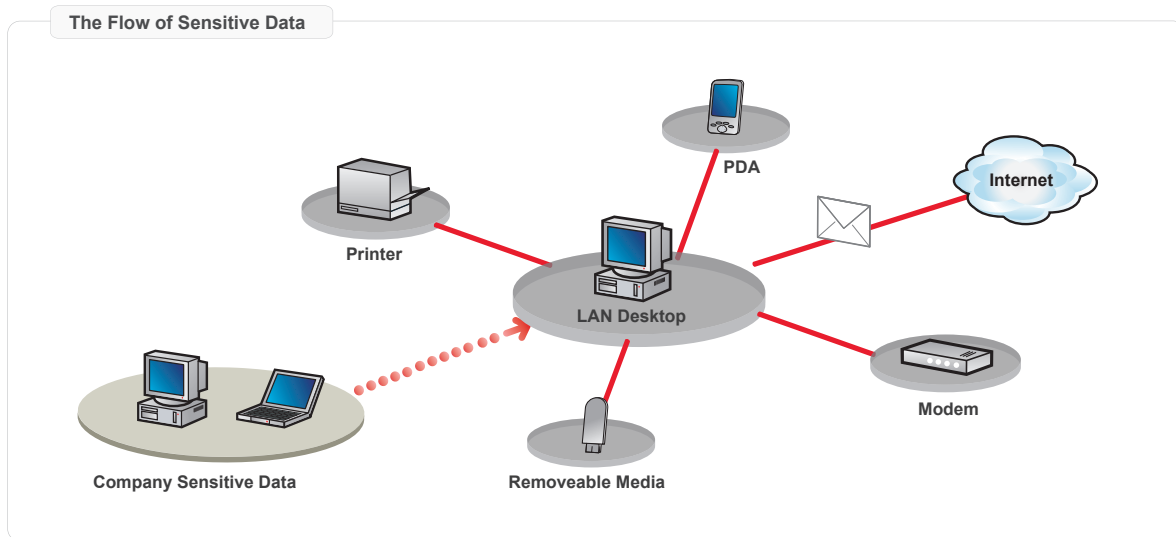 The Flow of Sensitive Data
PDA
Internet
Printer
LAN Desktop
Modem
Company Sensitive Data
Removeable Media